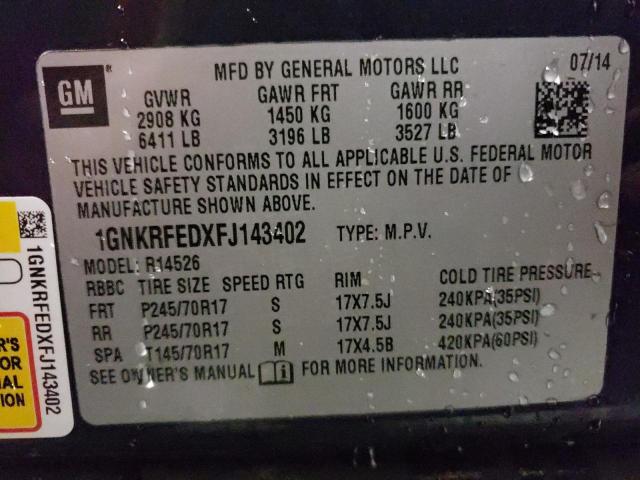 GM
MFD BY GENERAL MOTORS LLC 07/14
GVWR GAWR FRT GAWR RR
2908 KG 1450 KG 1600 KG
6411 LB 3196 LB 3527 LB
THIS VEHICLE CONFORMS TO ALL APPLICABLE U.S. FEDERAL MOTOR
VEHICLE SAFETY STANDARDS IN EFFECT ON THE DATE OF
MANUFACTURE SHOWN ABOVE.
1GNKRFEDXFJ143402 TYPE: M.P.V.
MODEL: R14526
RBBC TIRE SIZE SPEED RTG RIM COLD TIRE PRESSURE
FRT P245/70R17 S 17X7.5J 240KPA(35PSI)
RR P245/70R17 S 17X7.5J 240KPA(35PSI)
SPA T145/70R17 M 17X4.5B 420KPA(60PSI)
SEE OWNER'S MANUAL FOR MORE INFORMATION.
1GNKRFEDXFJ143402